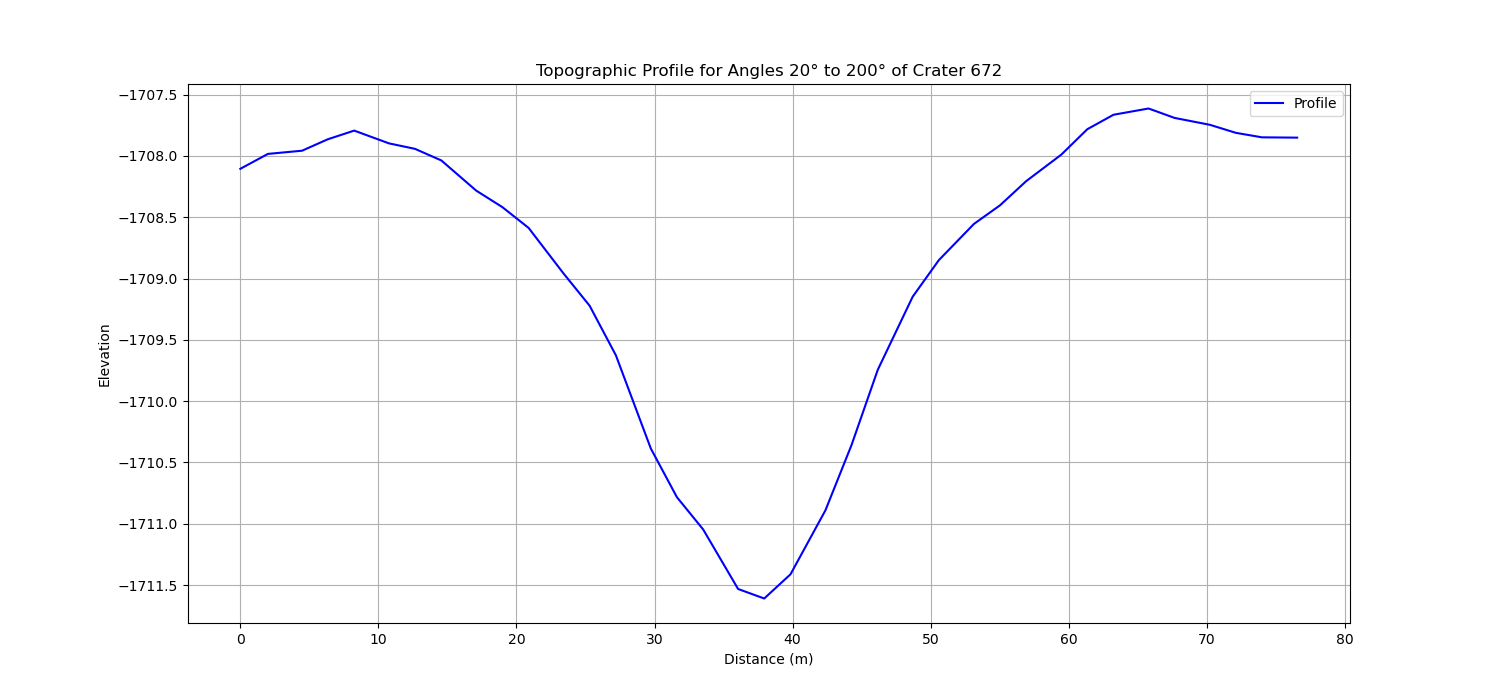 Topographic Profile for Angles 20° to 200° of Crater 672
Profile
−1707.5
−1708.0
−1708.5
−1709.0
−1709.5
−1710.0
−1710.5
−1711.0
−1711.5
Elevation
0 10 20 30 40 50 60 70 80
Distance (m)